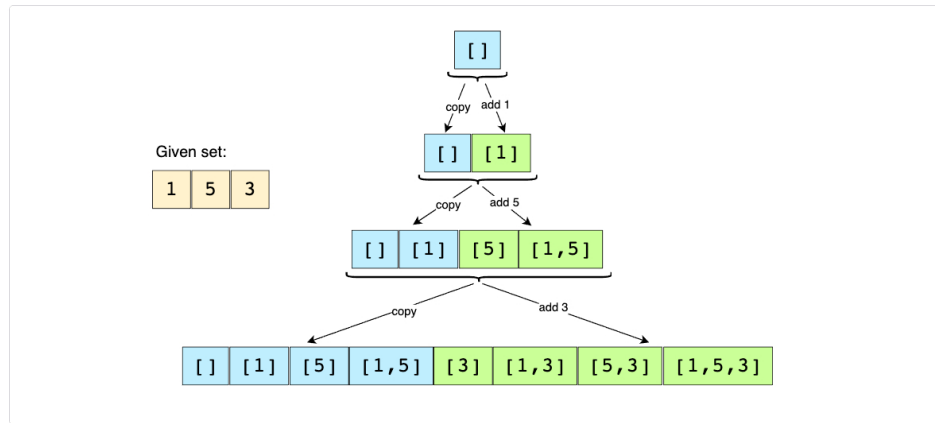 []
copy add 1
Given set:
[] [1]
1 5 3
copy add 5
[] [1] [5] [1,5]
copy add 3
[] [1] [5] [1,5] [3] [1,3] [5,3] [1,5,3]